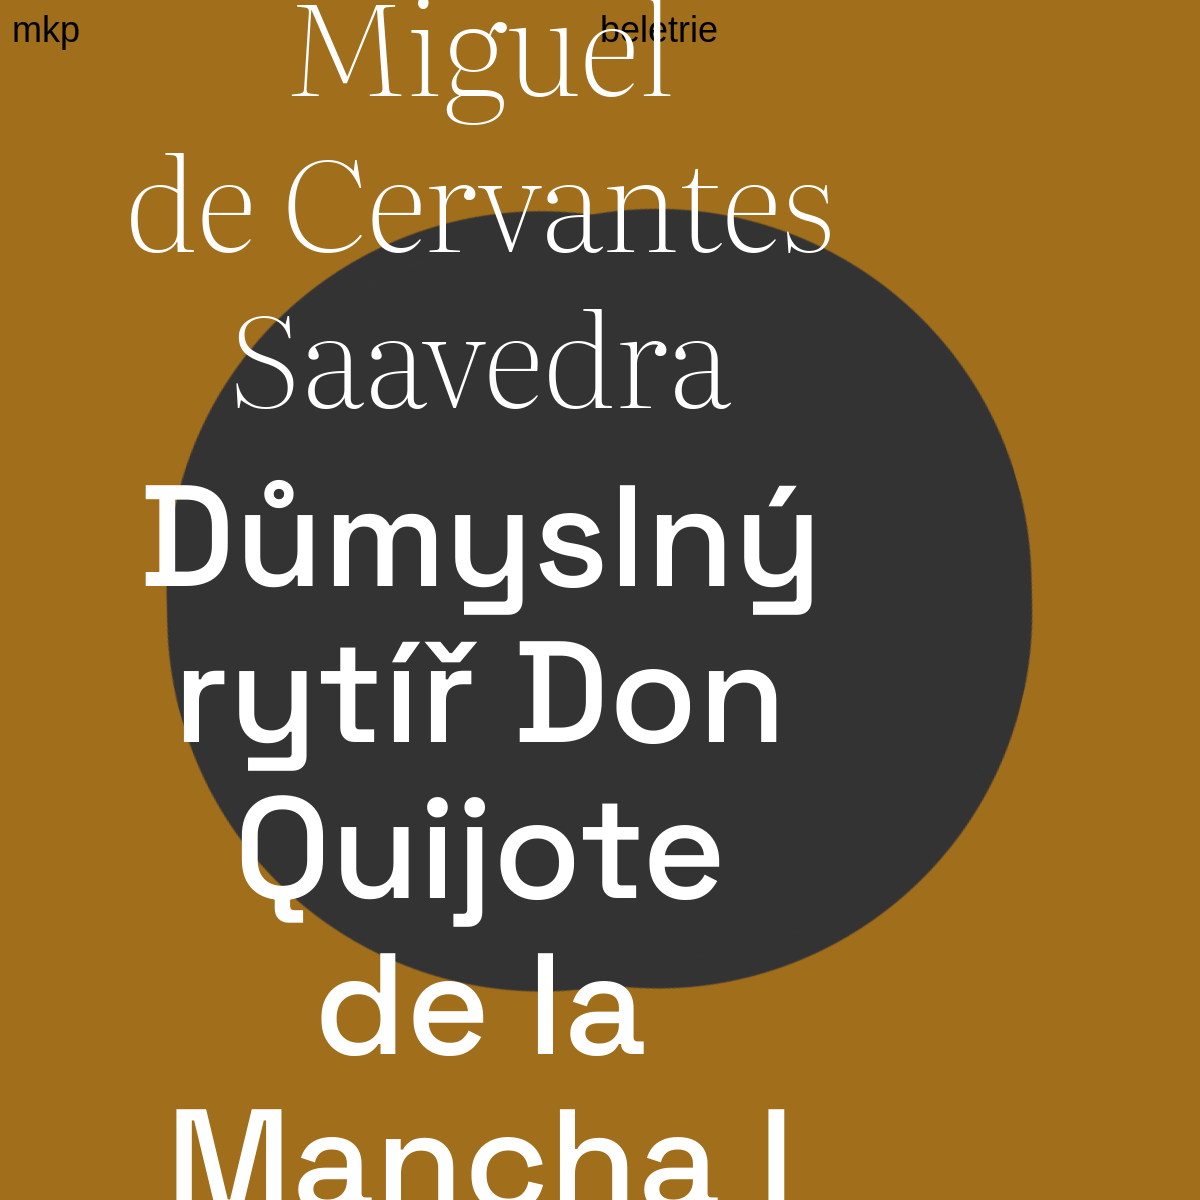 mkp
beletrie
Miguel
de Cervantes
Saavedra
Důmyslný
rytíř Don
Quijote
de la
Mancha I